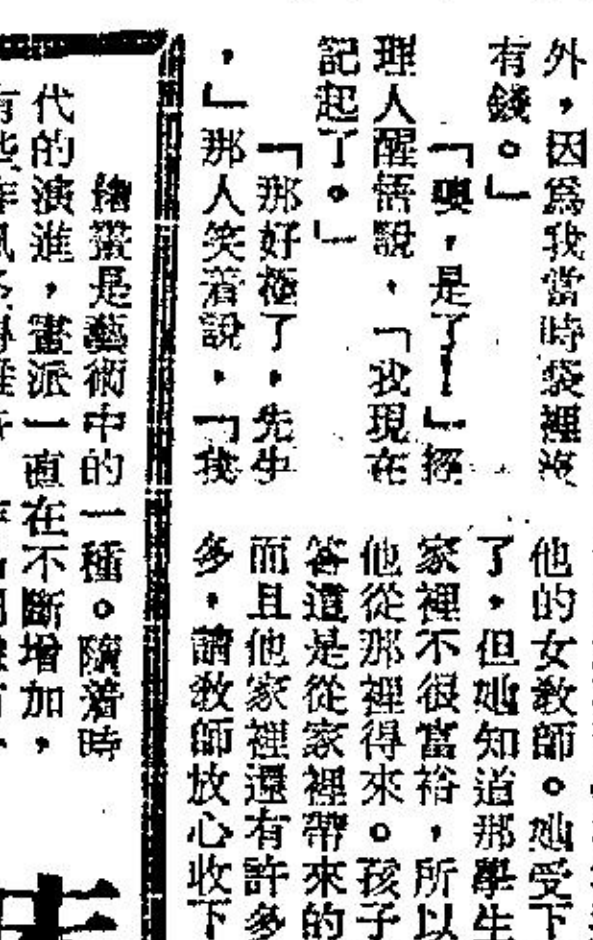 外，因爲我當時袋裡沒
有錢。」
「噢，是了！」經
理人醒悟說，「我現在
記起了。」
「那好極了，先生
，」那人笑着說，「我
他的女教師。她受下
了，但她知道那學生
家裡不很富裕，所以
他從那裡得來。孩子
答道是從家裡帶來的
而且他家裡還有許多
多，請教師放心收下
繪畫是藝術中的一種。隨着時
代的演進，畫派一直在不斷增加，